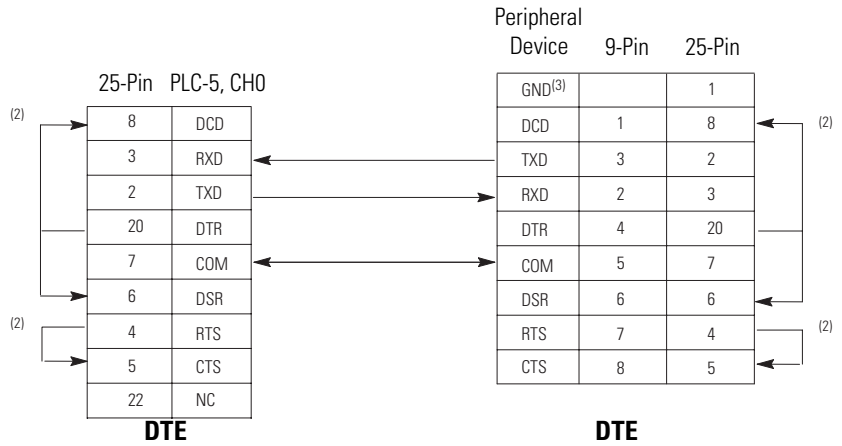 Peripheral
Device 9-Pin 25-Pin
25-Pin PLC-5, CH0
GND(3) 1
(2) 8 DCD
DCD 1 8 (2)
3 RXD
TXD 3 2
2 TXD
RXD 2 3
20 DTR
DTR 4 20
7 COM
COM 5 7
6 DSR
DSR 6 6
(2) 4 RTS
RTS 7 4 (2)
5 CTS
CTS 8 5
22 NC
DTE
DTE